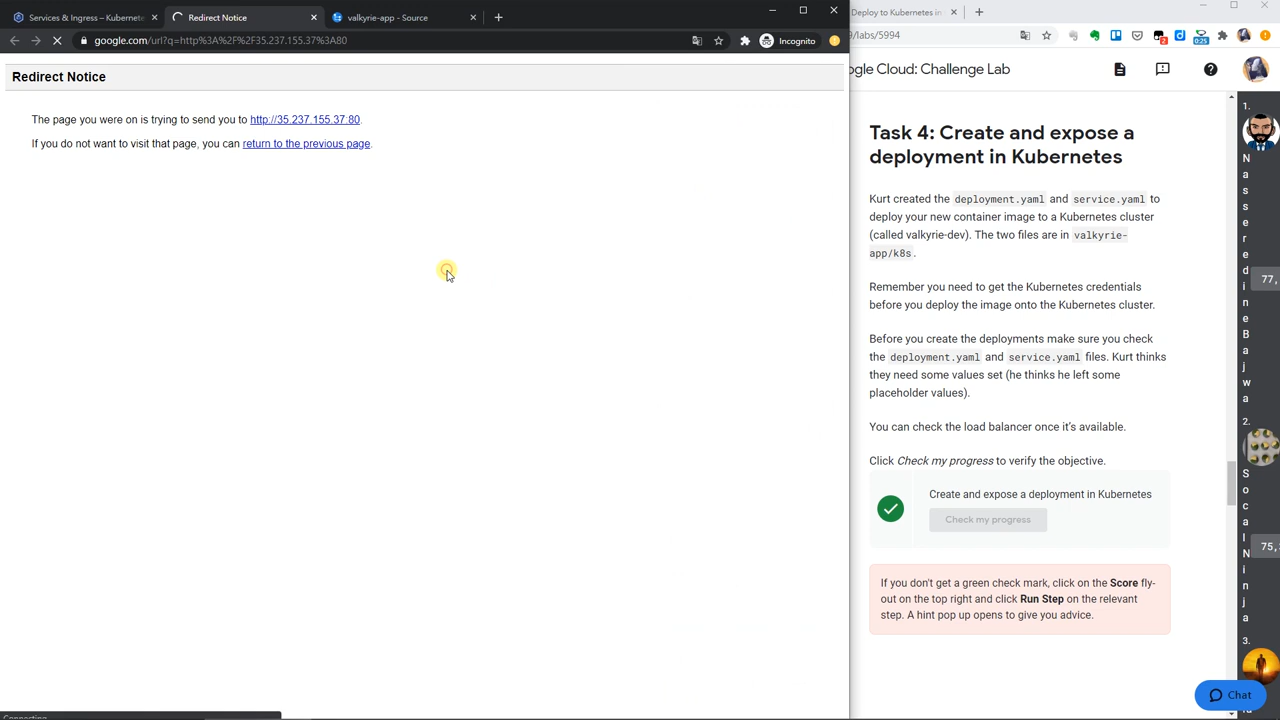 Services & Ingress – Kubernete
Redirect Notice
valkyrie-app - Source
google.com/url?q=http%3A%2F%2F35.237.155.37%3A80
Incognito
Redirect Notice
The page you were on is trying to send you to http://35.237.155.37:80.
If you do not want to visit that page, you can return to the previous page.
Deploy to Kubernetes in
9/labs/5994
2
0:25
ogle Cloud: Challenge Lab
Task 4: Create and expose a
deployment in Kubernetes
Kurt created the deployment.yaml and service.yaml to
deploy your new container image to a Kubernetes cluster
(called valkyrie-dev). The two files are in valkyrie-
app/k8s.
Remember you need to get the Kubernetes credentials
before you deploy the image onto the Kubernetes cluster.
Before you create the deployments make sure you check
the deployment.yaml and service.yaml files. Kurt thinks
they need some values set (he thinks he left some
placeholder values).
You can check the load balancer once it's available.
Click Check my progress to verify the objective.
Create and expose a deployment in Kubernetes
Check my progress
If you don't get a green check mark, click on the Score fly-
out on the top right and click Run Step on the relevant
step. A hint pop up opens to give you advice.
1.
N
a
s
s
e
r
e
d
i
n
e
B
a
j
w
a
77,
2.
S
o
c
a
l
N
i
n
j
a
75,
3.
Chat